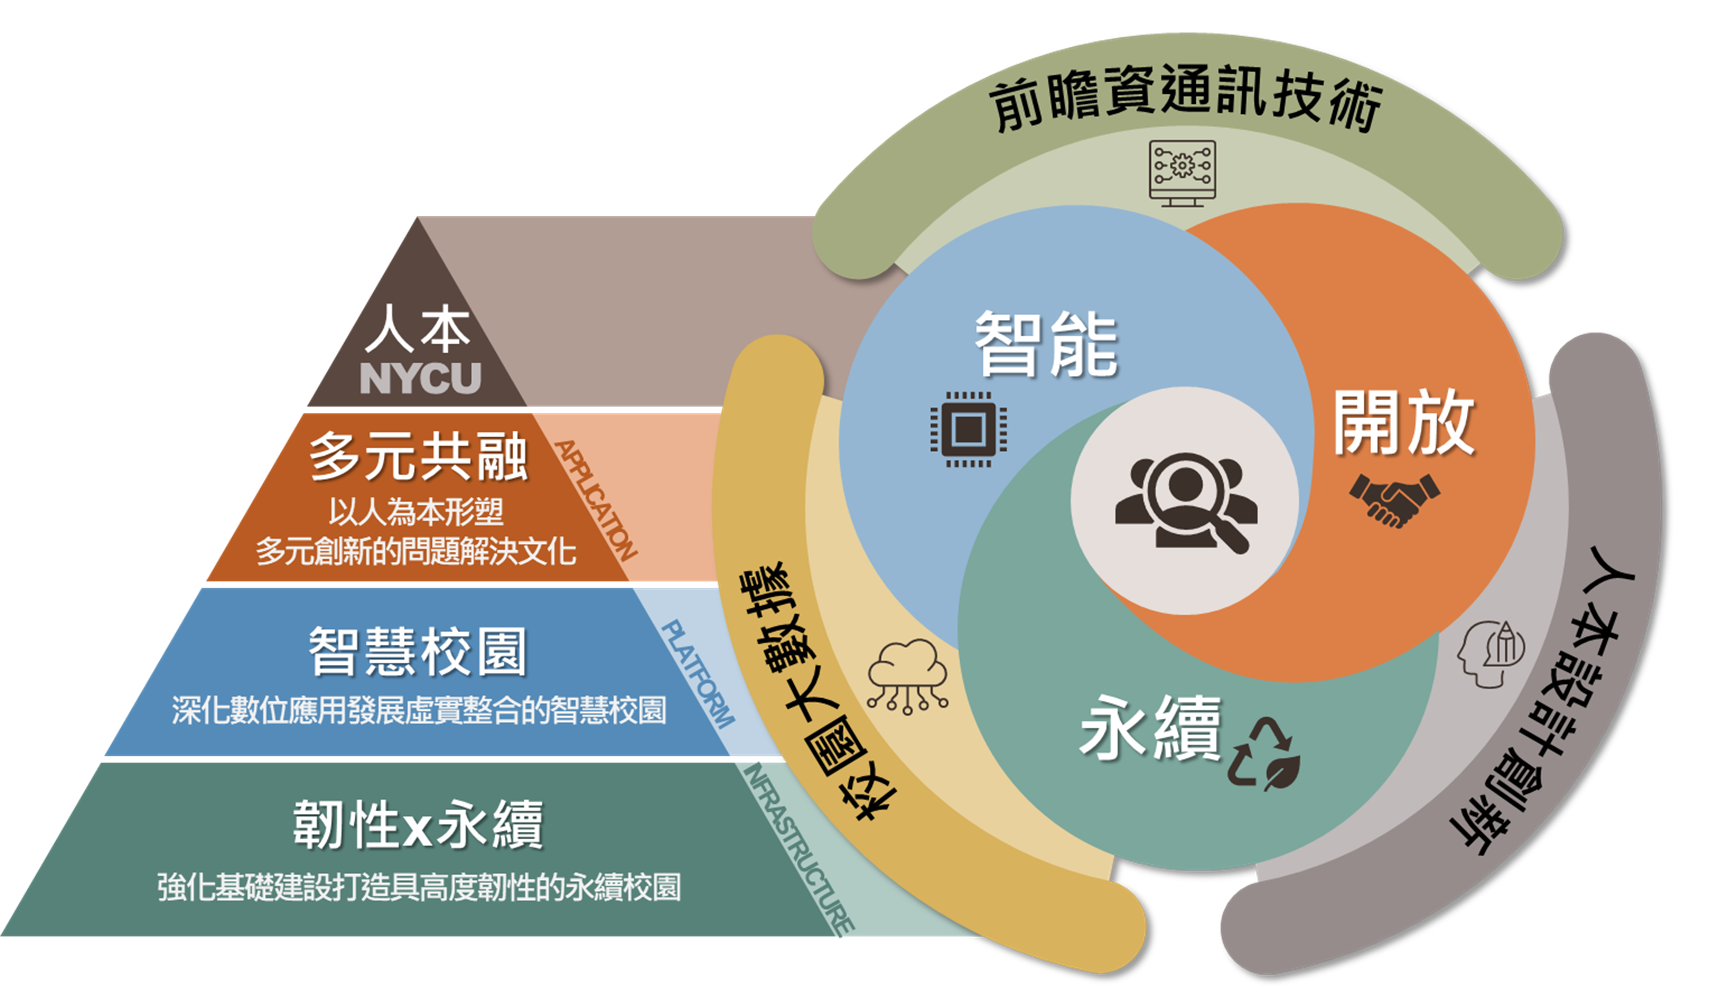 人本
NYCU
多元共融
以人為本形塑
多元創新的問題解決文化
APPLICATION
智慧校園
深化數位應用發展虛實整合的智慧校園
PLATFORM
韌性x永續
強化基礎建設打造具高度韌性的永續校園
INFRASTRUCTURE
前瞻資通訊技術
智能
開放
永續
校園大數據
人本設計創新